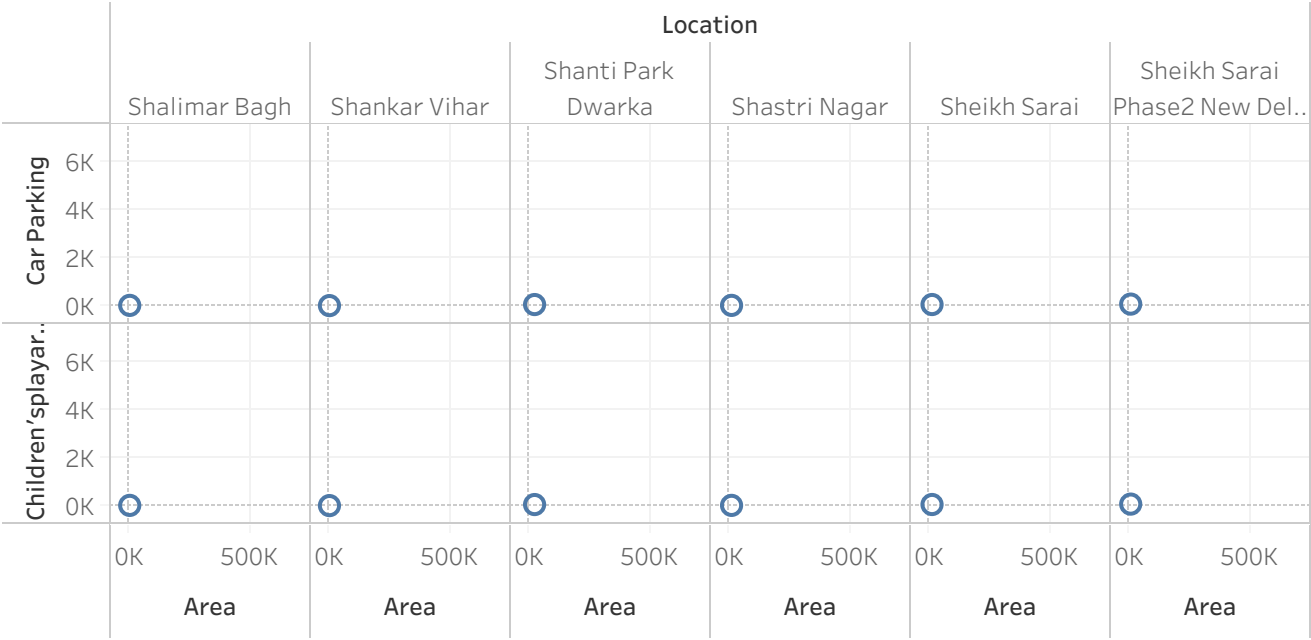 Location
Shalimar Bagh
Shankar Vihar
Shanti Park
Dwarka
Shastri Nagar
Sheikh Sarai
Sheikh Sarai
Phase2 New Del..
Car Parking
6K
4K
2K
0K
Children'splayar..
6K
4K
2K
0K
0K 500K 0K 500K 0K 500K 0K 500K 0K 500K 0K 500K
Area Area Area Area Area Area